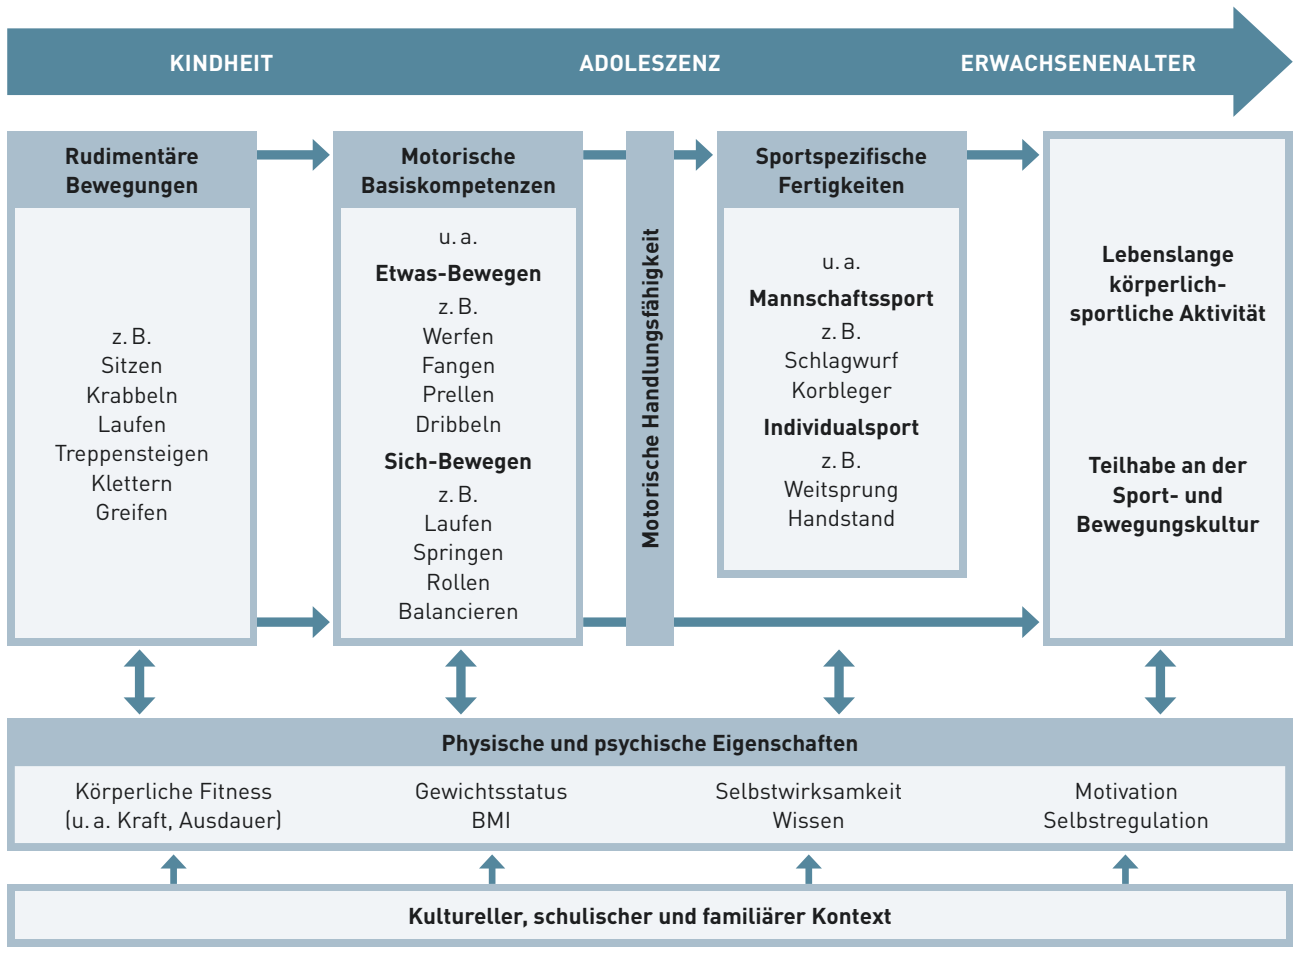 KINDHEIT
ADOLESZENZ
ERWACHSENENALTER
Rudimentäre
Bewegungen
z. B.
Sitzen
Krabbeln
Laufen
Treppensteigen
Klettern
Greifen
Motorische
Basiskompetenzen
u. a.
Etwas-Bewegen
z. B.
Werfen
Fangen
Prellen
Dribbeln
Sich-Bewegen
z. B.
Laufen
Springen
Rollen
Balancieren
Motorische Handlungsfähigkeit
Sportspezifische
Fertigkeiten
u. a.
Mannschaftssport
z. B.
Schlagwurf
Korbleger
Individualsport
z. B.
Weitsprung
Handstand
Lebenslange
körperlich-
sportliche Aktivität
Teilhabe an der
Sport- und
Bewegungskultur
Physische und psychische Eigenschaften
Körperliche Fitness
(u. a. Kraft, Ausdauer)
Gewichtsstatus
BMI
Selbstwirksamkeit
Wissen
Motivation
Selbstregulation
Kultureller, schulischer und familiärer Kontext